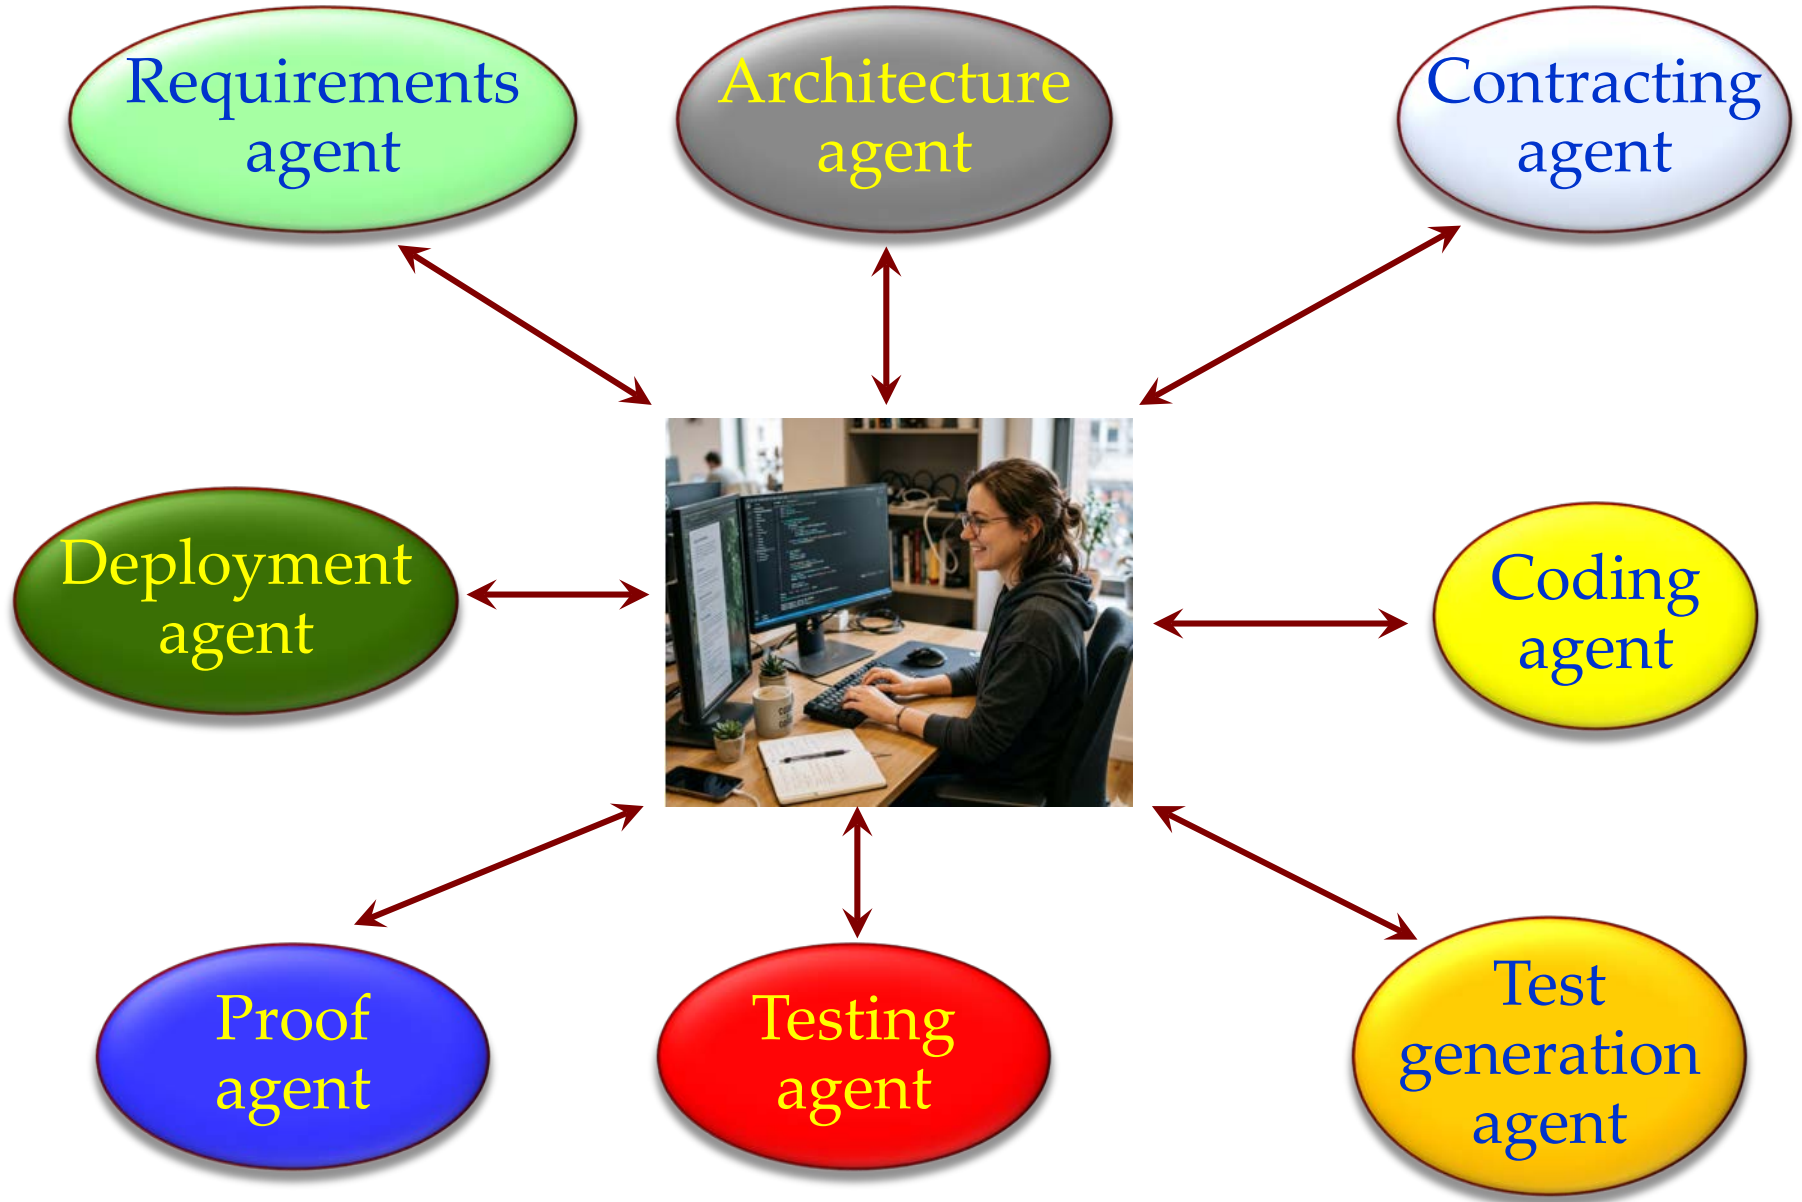 Requirements
agent
Architecture
agent
Contracting
agent
Deployment
agent
Coding
agent
Proof
agent
Testing
agent
Test
generation
agent